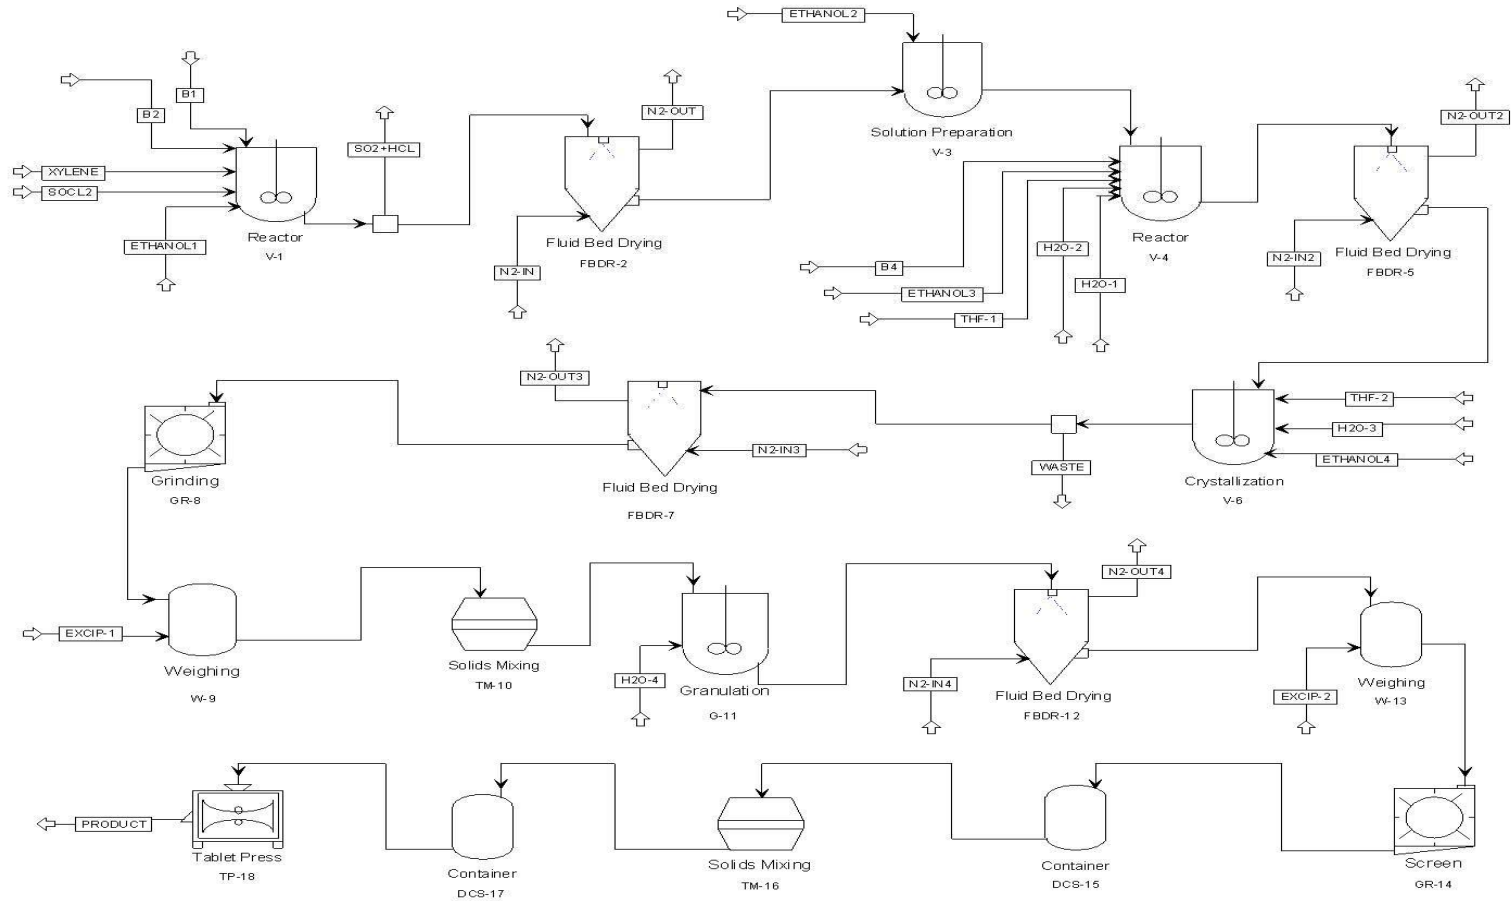 ETHANOL2
B1
B2
XYLENE
SOCL2
ETHANOL1
Reactor
V-1
SO2+HCL
N2-OUT
N2-IN
Fluid Bed Drying
FBDR-2
Solution Preparation
V-3
B4
ETHANOL3
THF-1
H2O-2
H2O-1
Reactor
V-4
N2-OUT2
N2-IN2
Fluid Bed Drying
FBDR-5
THF-2
H2O-3
ETHANOL4
Crystallization
V-6
WASTE
N2-OUT3
N2-IN3
Fluid Bed Drying
FBDR-7
Grinding
GR-8
EXCIP-1
Weighing
W-9
Solids Mixing
TM-10
H2O-4
Granulation
G-11
N2-OUT4
N2-IN4
Fluid Bed Drying
FBDR-12
EXCIP-2
Weighing
W-13
Screen
GR-14
Container
DCS-15
Solids Mixing
TM-16
Container
DCS-17
Tablet Press
TP-18
PRODUCT